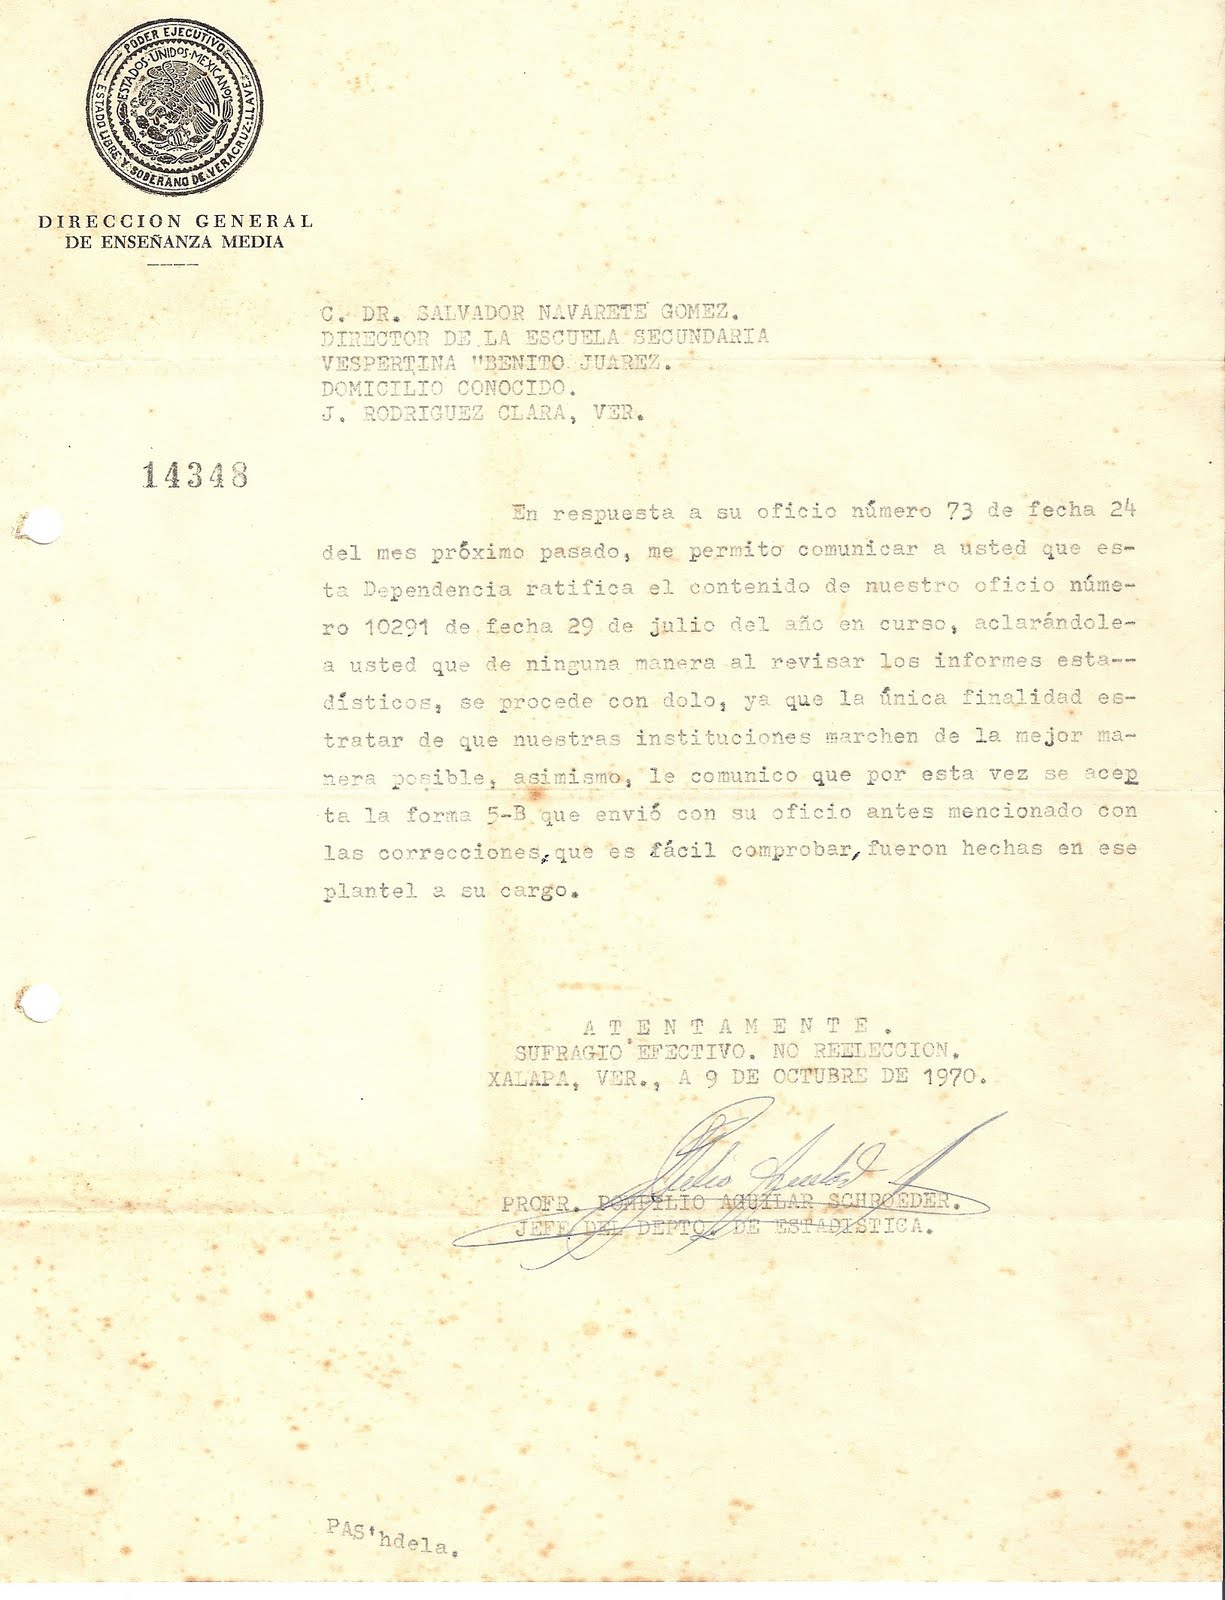 PODER EJECUTIVO
ESTADOS·UNIDOS·MEXICANOS
ESTADO LIBRE Y SOBERANO DE VERACRUZ-LLAVE
DIRECCION GENERAL
DE ENSEÑANZA MEDIA
C. DR. SALVADOR NAVARETE GOMEZ.
DIRECTOR DE LA ESCUELA SECUNDARIA
VESPERTINA "BENITO JUAREZ.
DOMICILIO CONOCIDO.
J. RODRIGUEZ CLARA, VER.
14348
En respuesta a su oficio número 73 de fecha 24
del mes próximo pasado, me permito comunicar a usted que es-
ta Dependencia ratifica el contenido de nuestro oficio núme-
ro 10291 de fecha 29 de julio del año en curso, aclarándole-
a usted que de ninguna manera al revisar los informes esta--
dísticos, se procede con dolo, ya que la única finalidad es-
tratar de que nuestras instituciones marchen de la mejor ma-
nera posible, asimismo, le comunico que por esta vez se acep
ta la forma 5-B que envió con su oficio antes mencionado con
las correcciones, que es fácil comprobar, fueron hechas en ese
plantel a su cargo.
A T E N T A M E N T E .
SUFRAGIO EFECTIVO. NO REELECCION.
XALAPA, VER., A 9 DE OCTUBRE DE 1970.
PROFR. POMPILIO AGUILAR SCHROEDER.
JEFE DEL DEPTO. DE ESTADISTICA.
PAS'hdela.